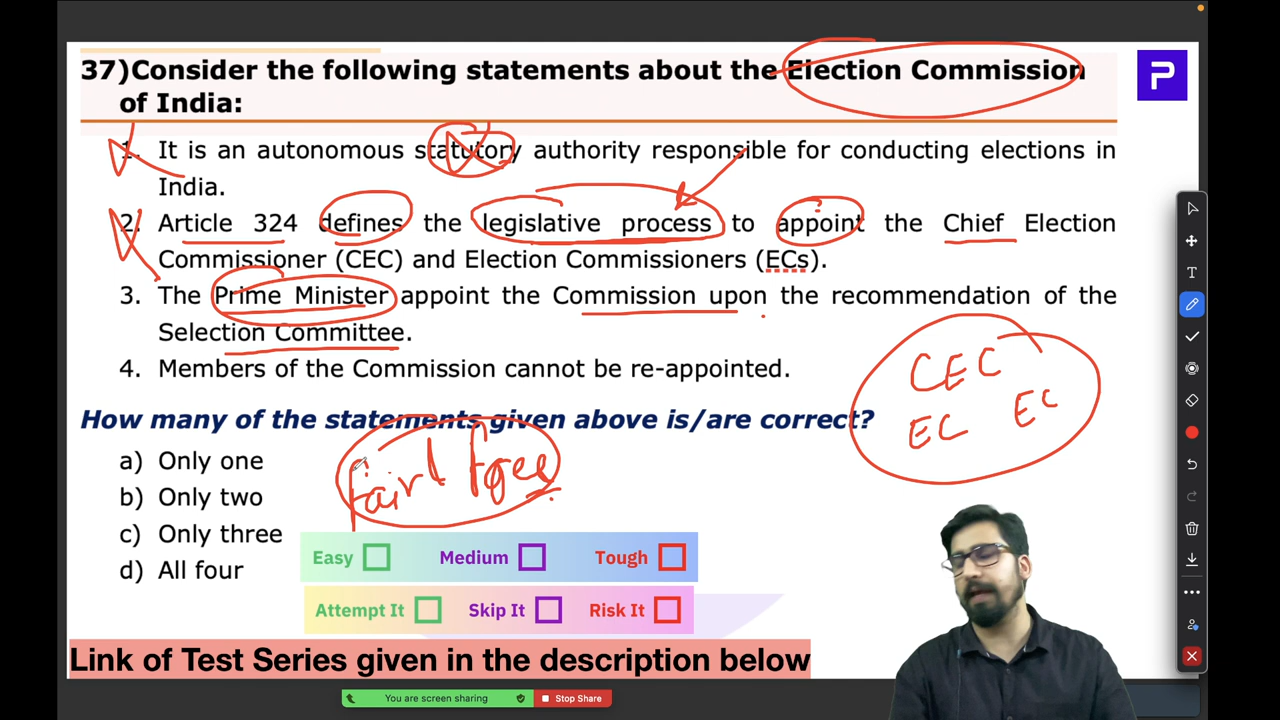 37)Consider the following statements about the Election Commission
of India:
1. It is an autonomous statutory authority responsible for conducting elections in
India.
2. Article 324 defines the legislative process to appoint the Chief Election
Commissioner (CEC) and Election Commissioners (ECs).
3. The Prime Minister appoint the Commission upon the recommendation of the
Selection Committee.
4. Members of the Commission cannot be re-appointed.
CEC
EC EC
How many of the statements given above is/are correct?
a) Only one
b) Only two
c) Only three
d) All four
fair
Easy Medium Tough
Attempt It Skip It Risk It
Link of Test Series given in the description below
You are screen sharing Stop Share
P
T